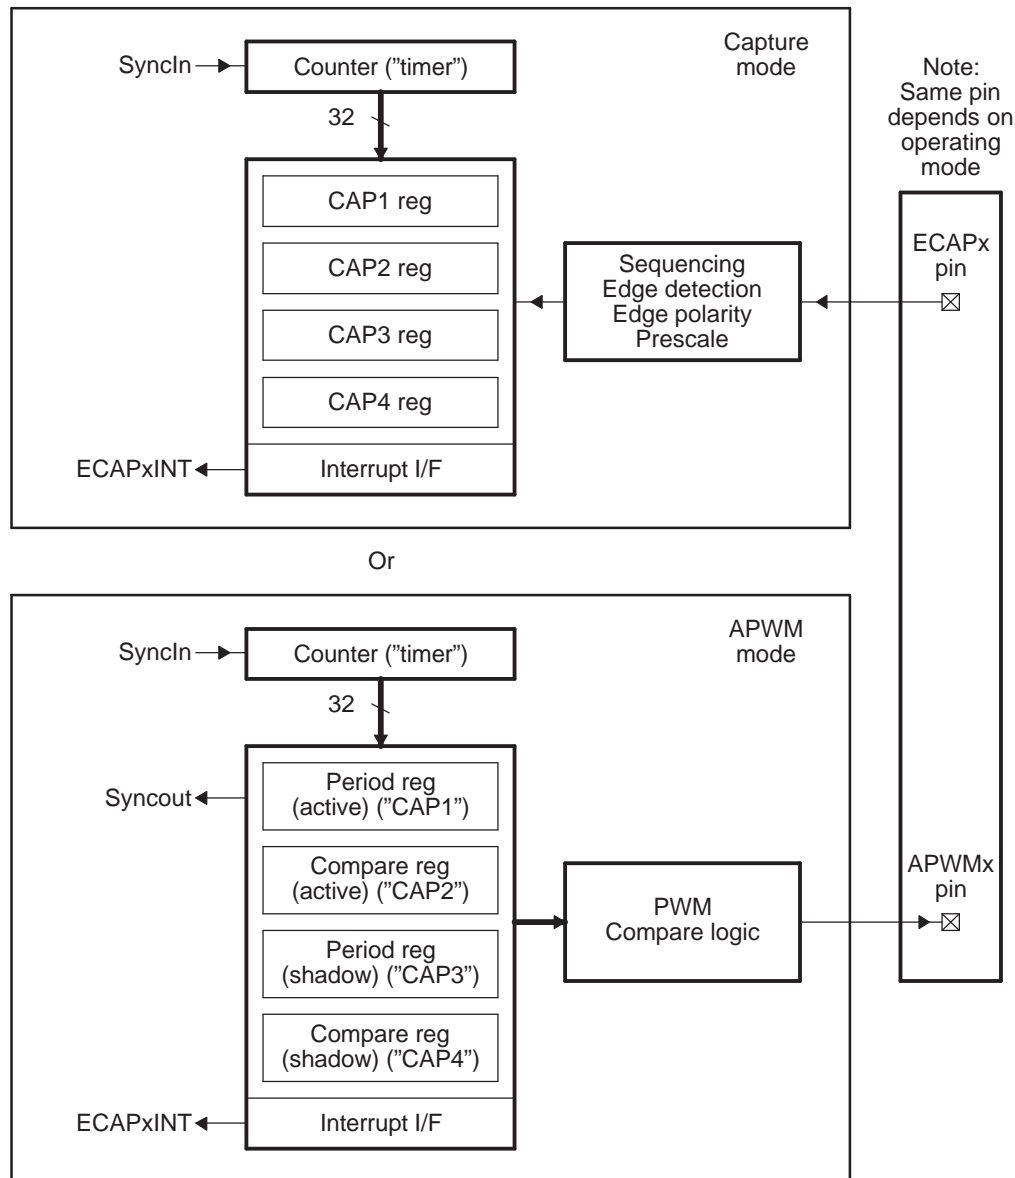 Capture
mode
SyncIn
Counter (”timer”)
32
CAP1 reg
CAP2 reg
CAP3 reg
CAP4 reg
Interrupt I/F
ECAPxINT
Sequencing
Edge detection
Edge polarity
Prescale
Note:
Same pin
depends on
operating
mode
ECAPx
pin
Or
APWM
mode
SyncIn
Counter (”timer”)
32
Syncout
Period reg
(active) (”CAP1”)
Compare reg
(active) (”CAP2”)
Period reg
(shadow) (”CAP3”)
Compare reg
(shadow) (”CAP4”)
Interrupt I/F
ECAPxINT
PWM
Compare logic
APWMx
pin